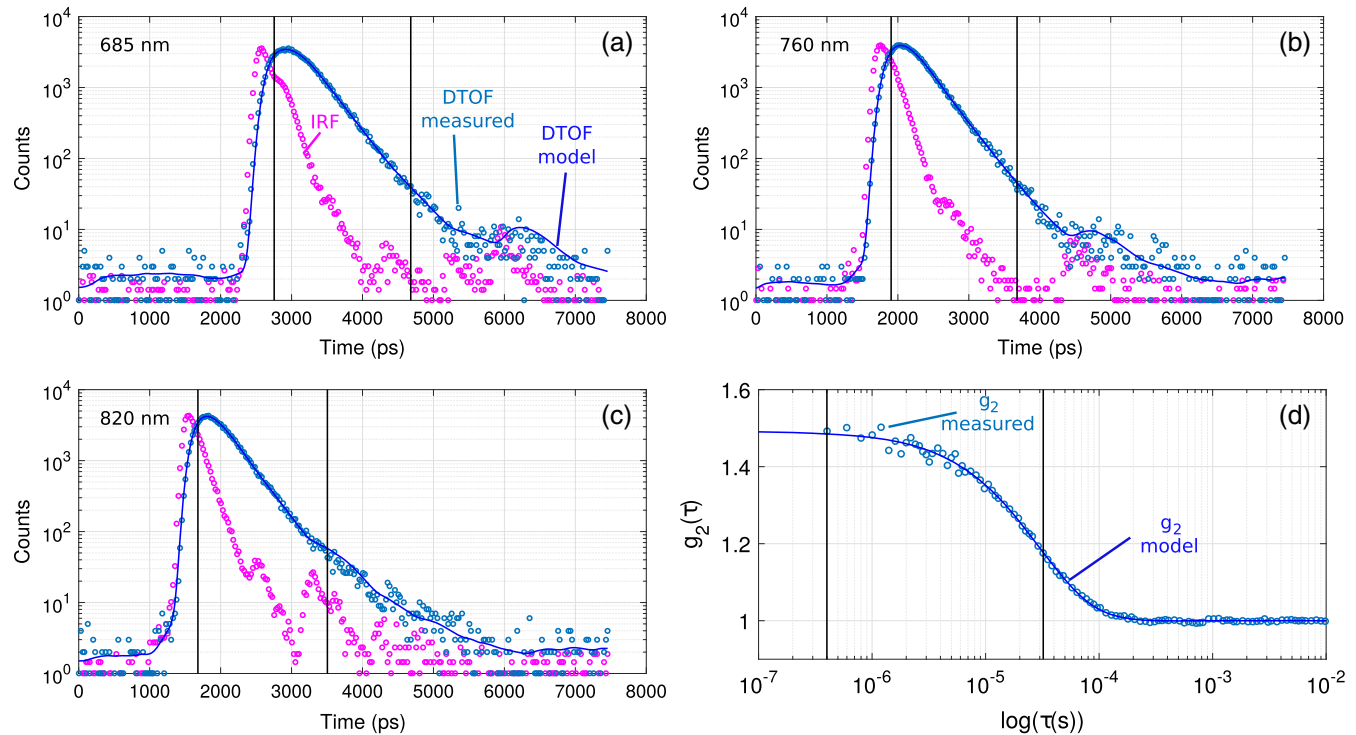 10^4
10^3
10^2
10^1
10^0
Counts
685 nm
(a)
IRF
DTOF
measured
DTOF
model
0 1000 2000 3000 4000 5000 6000 7000 8000
Time (ps)
10^4
10^3
10^2
10^1
10^0
Counts
760 nm
(b)
0 1000 2000 3000 4000 5000 6000 7000 8000
Time (ps)
10^4
10^3
10^2
10^1
10^0
Counts
820 nm
(c)
0 1000 2000 3000 4000 5000 6000 7000 8000
Time (ps)
1.6
1.4
1.2
1
g_2(τ)
g_2
measured
(d)
g_2
model
10^-7 10^-6 10^-5 10^-4 10^-3 10^-2
log(τ(s))